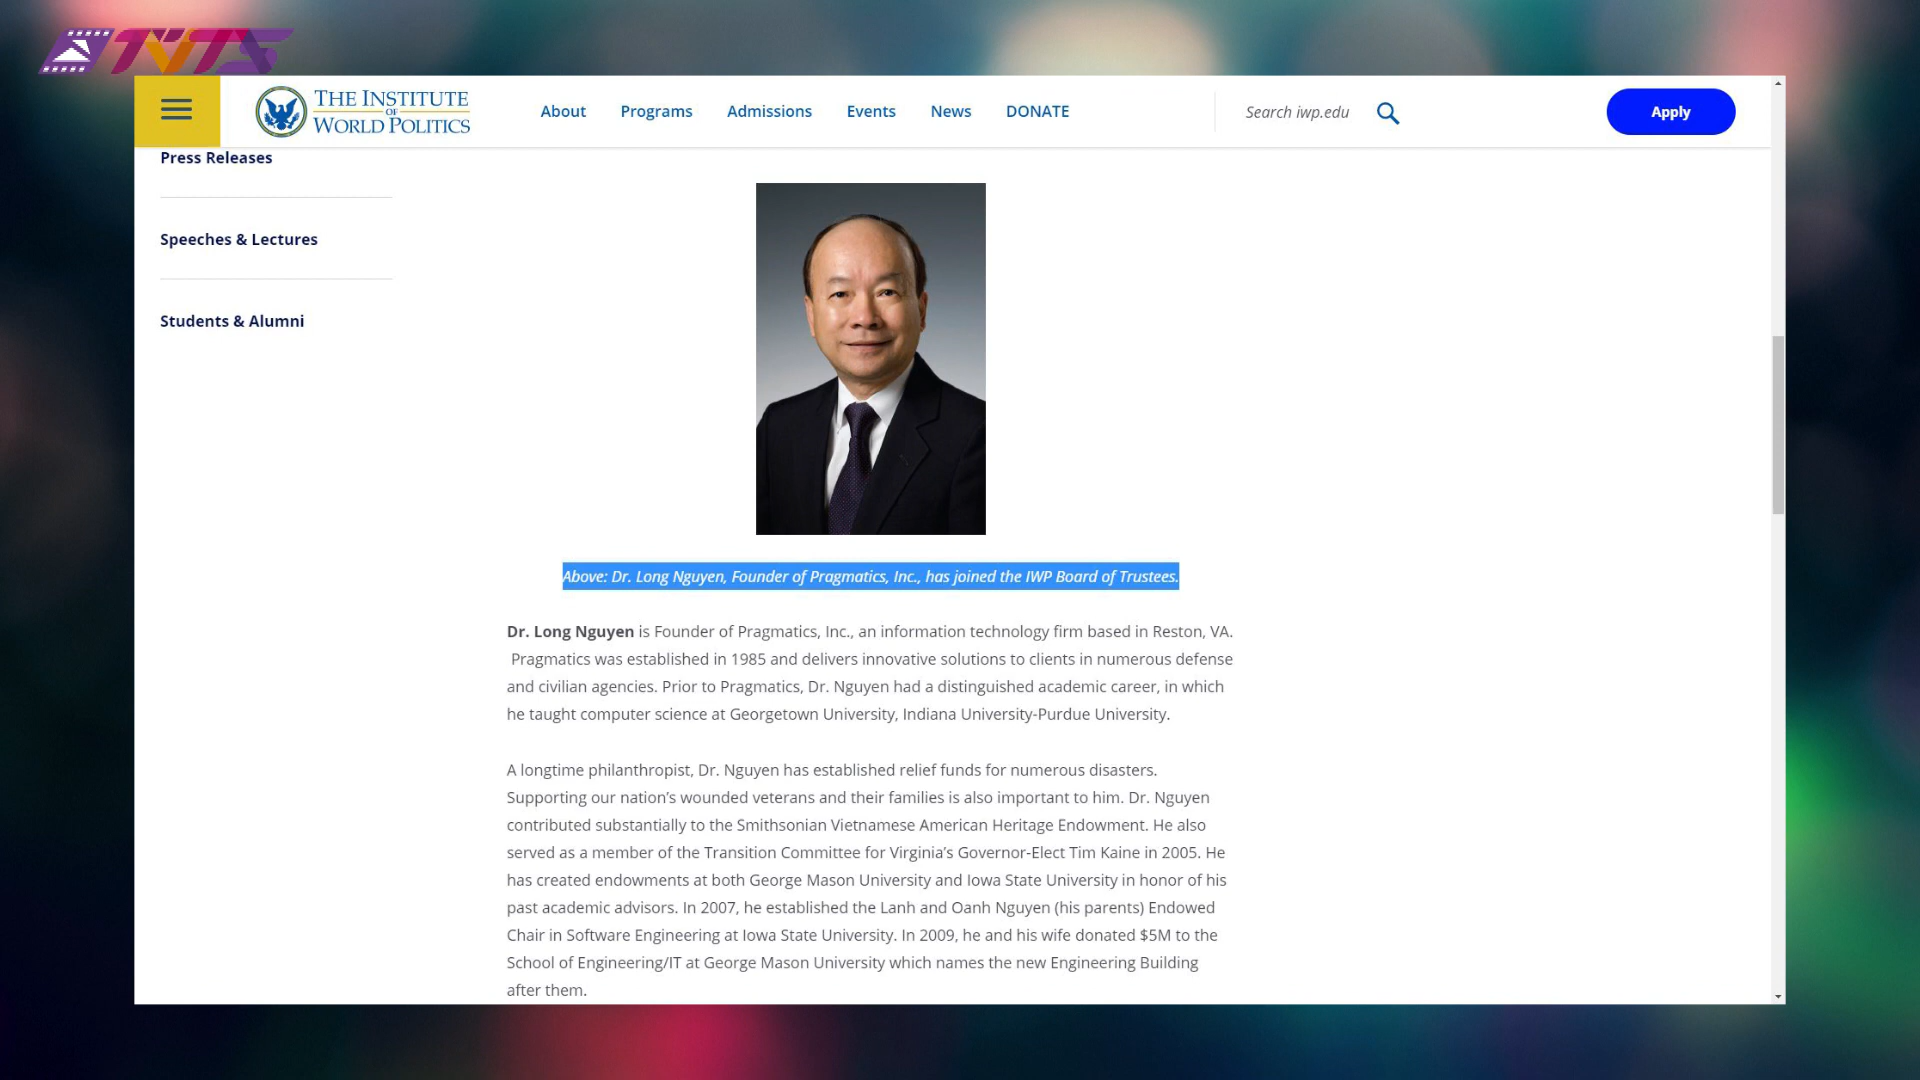 TVTS
THE INSTITUTE
OF
WORLD POLITICS
About
Programs
Admissions
Events
News
DONATE
Search iwp.edu
Apply
Press Releases
Speeches & Lectures
Students & Alumni
Above: Dr. Long Nguyen, Founder of Pragmatics, Inc., has joined the IWP Board of Trustees.
Dr. Long Nguyen is Founder of Pragmatics, Inc., an information technology firm based in Reston, VA.
Pragmatics was established in 1985 and delivers innovative solutions to clients in numerous defense
and civilian agencies. Prior to Pragmatics, Dr. Nguyen had a distinguished academic career, in which
he taught computer science at Georgetown University, Indiana University-Purdue University.
A longtime philanthropist, Dr. Nguyen has established relief funds for numerous disasters.
Supporting our nation’s wounded veterans and their families is also important to him. Dr. Nguyen
contributed substantially to the Smithsonian Vietnamese American Heritage Endowment. He also
served as a member of the Transition Committee for Virginia’s Governor-Elect Tim Kaine in 2005. He
has created endowments at both George Mason University and Iowa State University in honor of his
past academic advisors. In 2007, he established the Lanh and Oanh Nguyen (his parents) Endowed
Chair in Software Engineering at Iowa State University. In 2009, he and his wife donated $5M to the
School of Engineering/IT at George Mason University which names the new Engineering Building
after them.